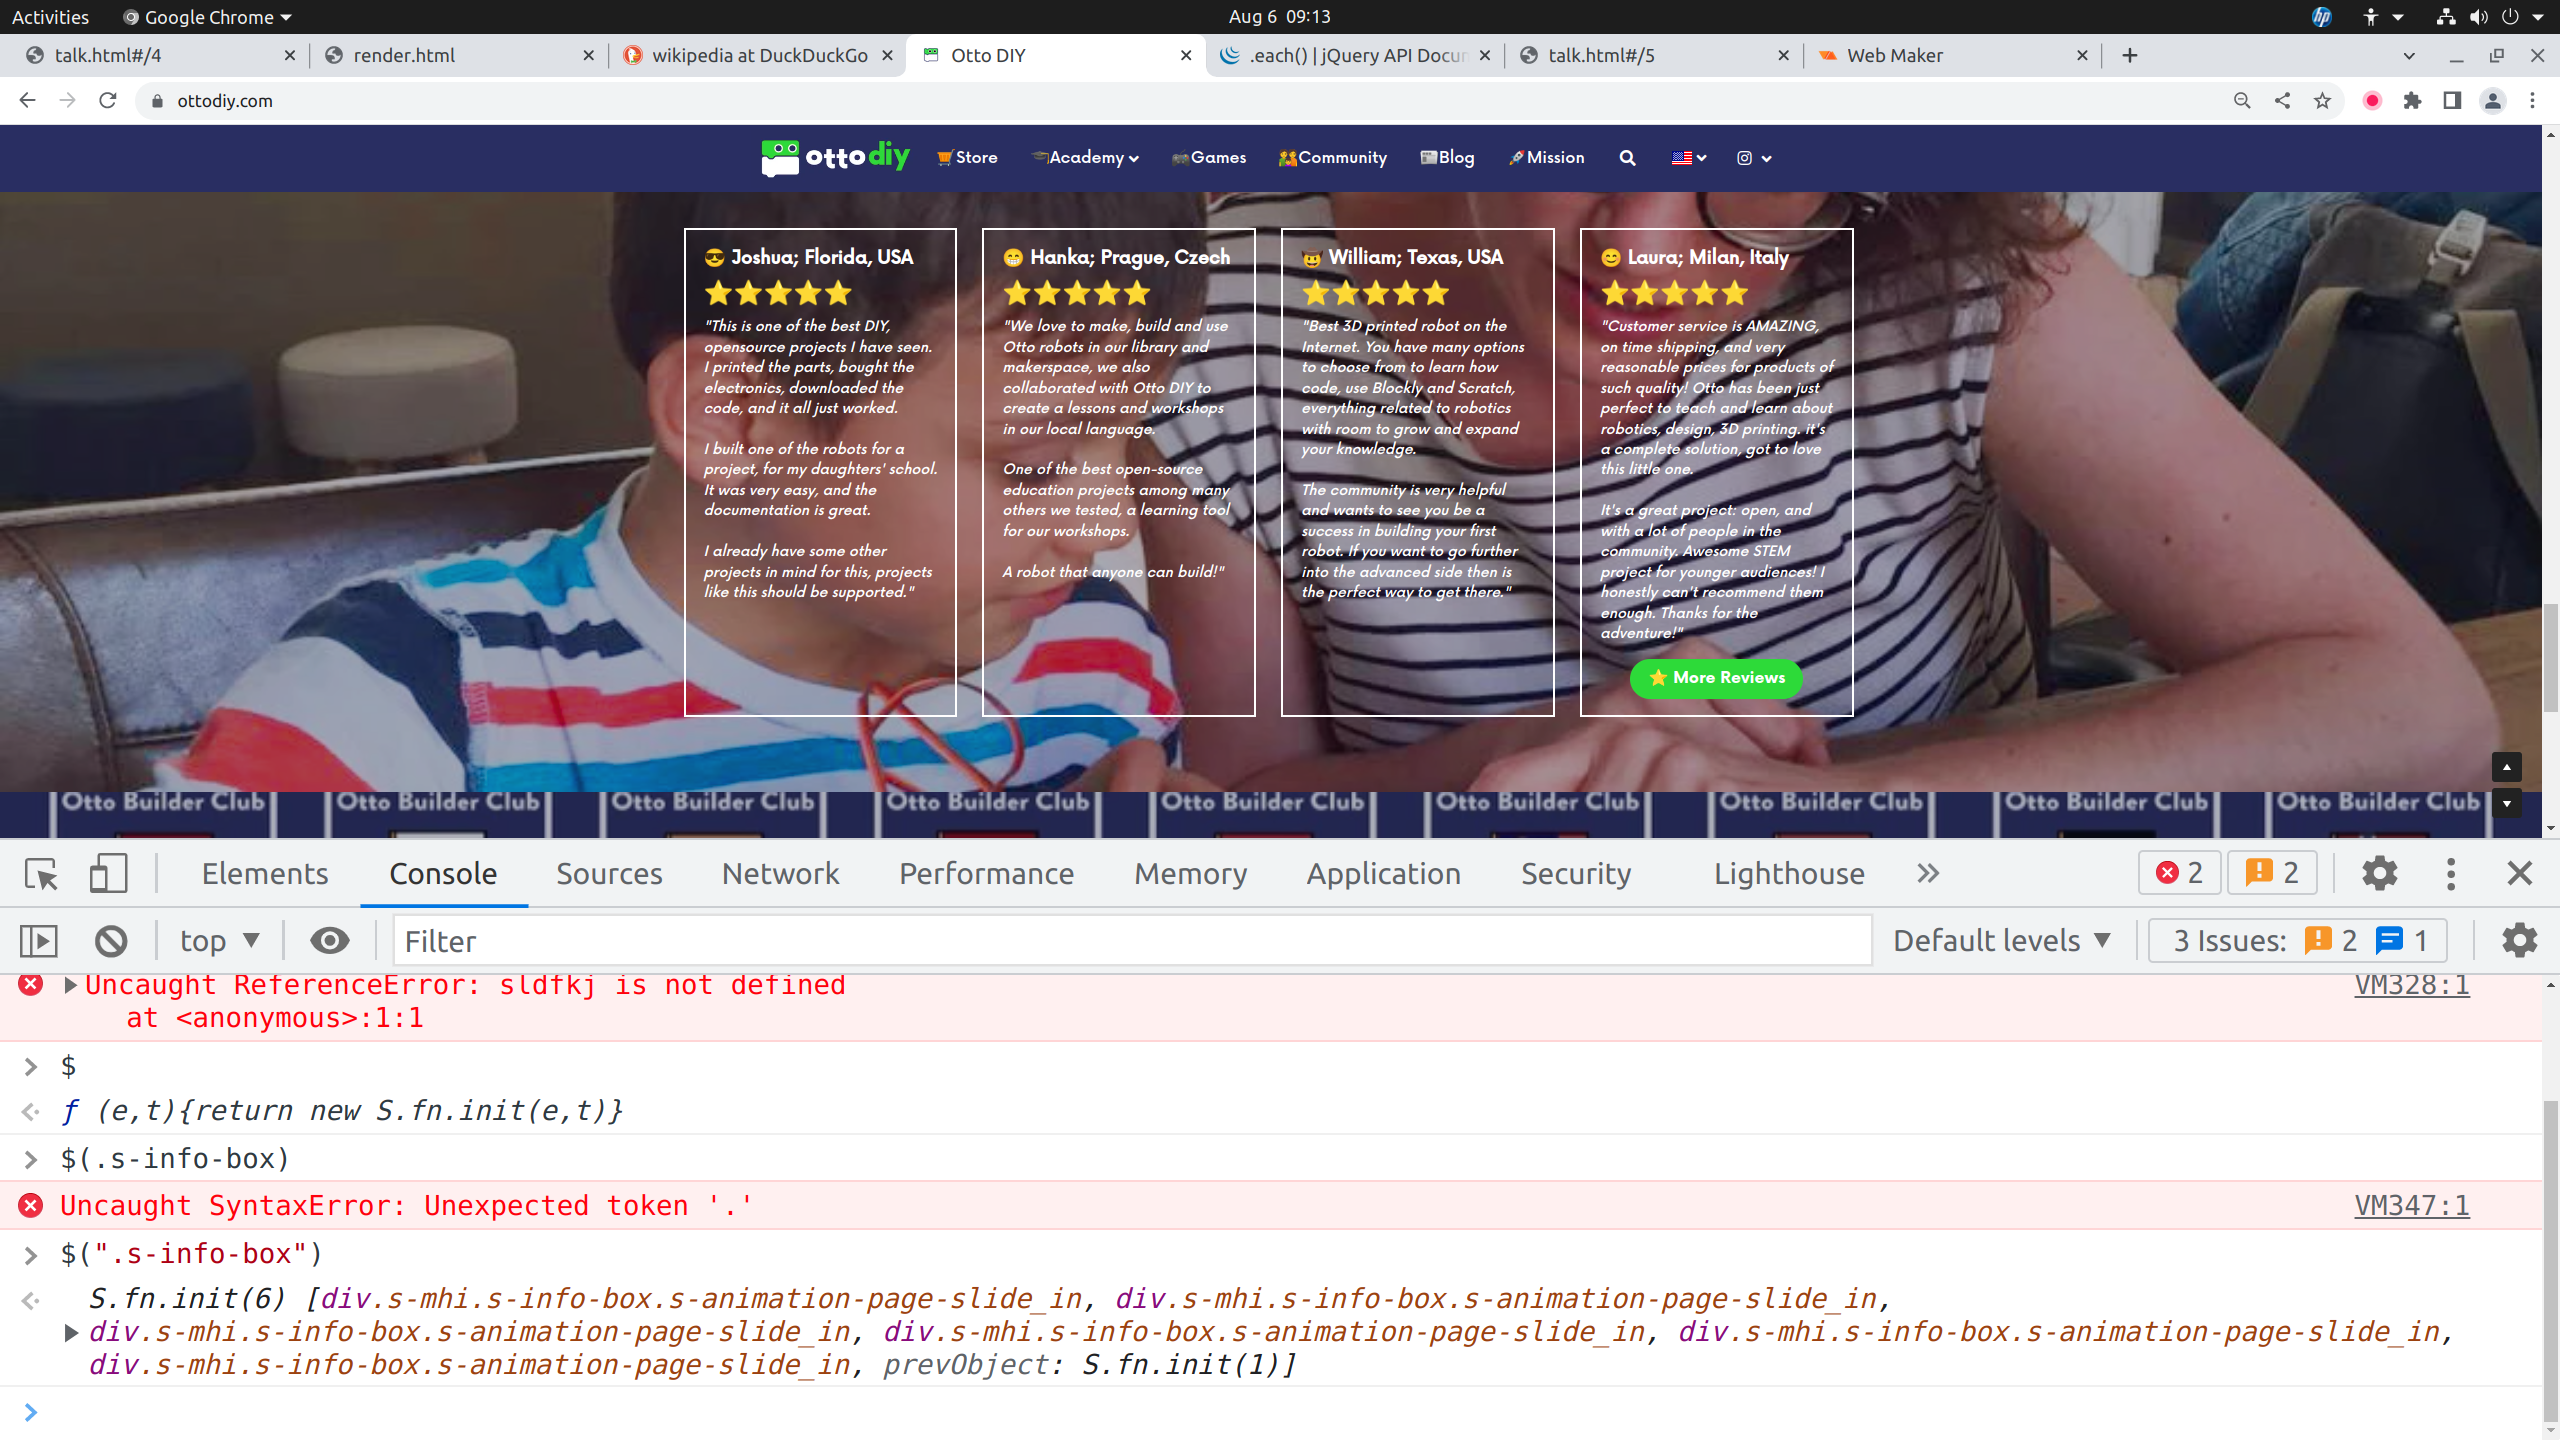 Activities Google Chrome Aug 6 09:13
talk.html#/4 render.html wikipedia at DuckDuckGo Otto DIY .each() | jQuery API Docum talk.html#/5 Web Maker
ottodiy.com
otto diy Store Academy Games Community Blog Mission
Joshua; Florida, USA
"This is one of the best DIY,
opensource projects I have seen.
I printed the parts, bought the
electronics, downloaded the
code, and it all just worked.
I built one of the robots for a
project, for my daughters' school.
It was very easy, and the
documentation is great.
I already have some other
projects in mind for this, projects
like this should be supported."
Hanka; Prague, Czech
"We love to make, build and use
Otto robots in our library and
makerspace, we also
collaborated with Otto DIY to
create a lessons and workshops
in our local language.
One of the best open-source
education projects among many
others we tested, a learning tool
for our workshops.
A robot that anyone can build!"
William; Texas, USA
"Best 3D printed robot on the
Internet. You have many options
to choose from to learn how
code, use Blockly and Scratch,
everything related to robotics
with room to grow and expand
your knowledge.
The community is very helpful
and wants to see you be a
success in building your first
robot. If you want to go further
into the advanced side then is
the perfect way to get there."
Laura; Milan, Italy
"Customer service is AMAZING,
on time shipping, and very
reasonable prices for products of
such quality! Otto has been just
perfect to teach and learn about
robotics, design, 3D printing. it's
a complete solution, got to love
this little one.
It's a great project: open, and
with a lot of people in the
community. Awesome STEM
project for younger audiences! I
honestly can't recommend them
enough. Thanks for the
adventure!"
More Reviews
Otto Builder Club Otto Builder Club Otto Builder Club Otto Builder Club Otto Builder Club Otto Builder Club Otto Builder Club Otto Builder Club Otto Builder Club
Elements Console Sources Network Performance Memory Application Security Lighthouse 2 2
top Filter Default levels 3 Issues: 2 1
Uncaught ReferenceError: sldfkj is not defined VM328:1
at <anonymous>:1:1
$
ƒ (e,t){return new S.fn.init(e,t)}
$(.s-info-box)
Uncaught SyntaxError: Unexpected token '.' VM347:1
$(".s-info-box")
S.fn.init(6) [div.s-mhi.s-info-box.s-animation-page-slide_in, div.s-mhi.s-info-box.s-animation-page-slide_in,
div.s-mhi.s-info-box.s-animation-page-slide_in, div.s-mhi.s-info-box.s-animation-page-slide_in, div.s-mhi.s-info-box.s-animation-page-slide_in,
div.s-mhi.s-info-box.s-animation-page-slide_in, prevObject: S.fn.init(1)]